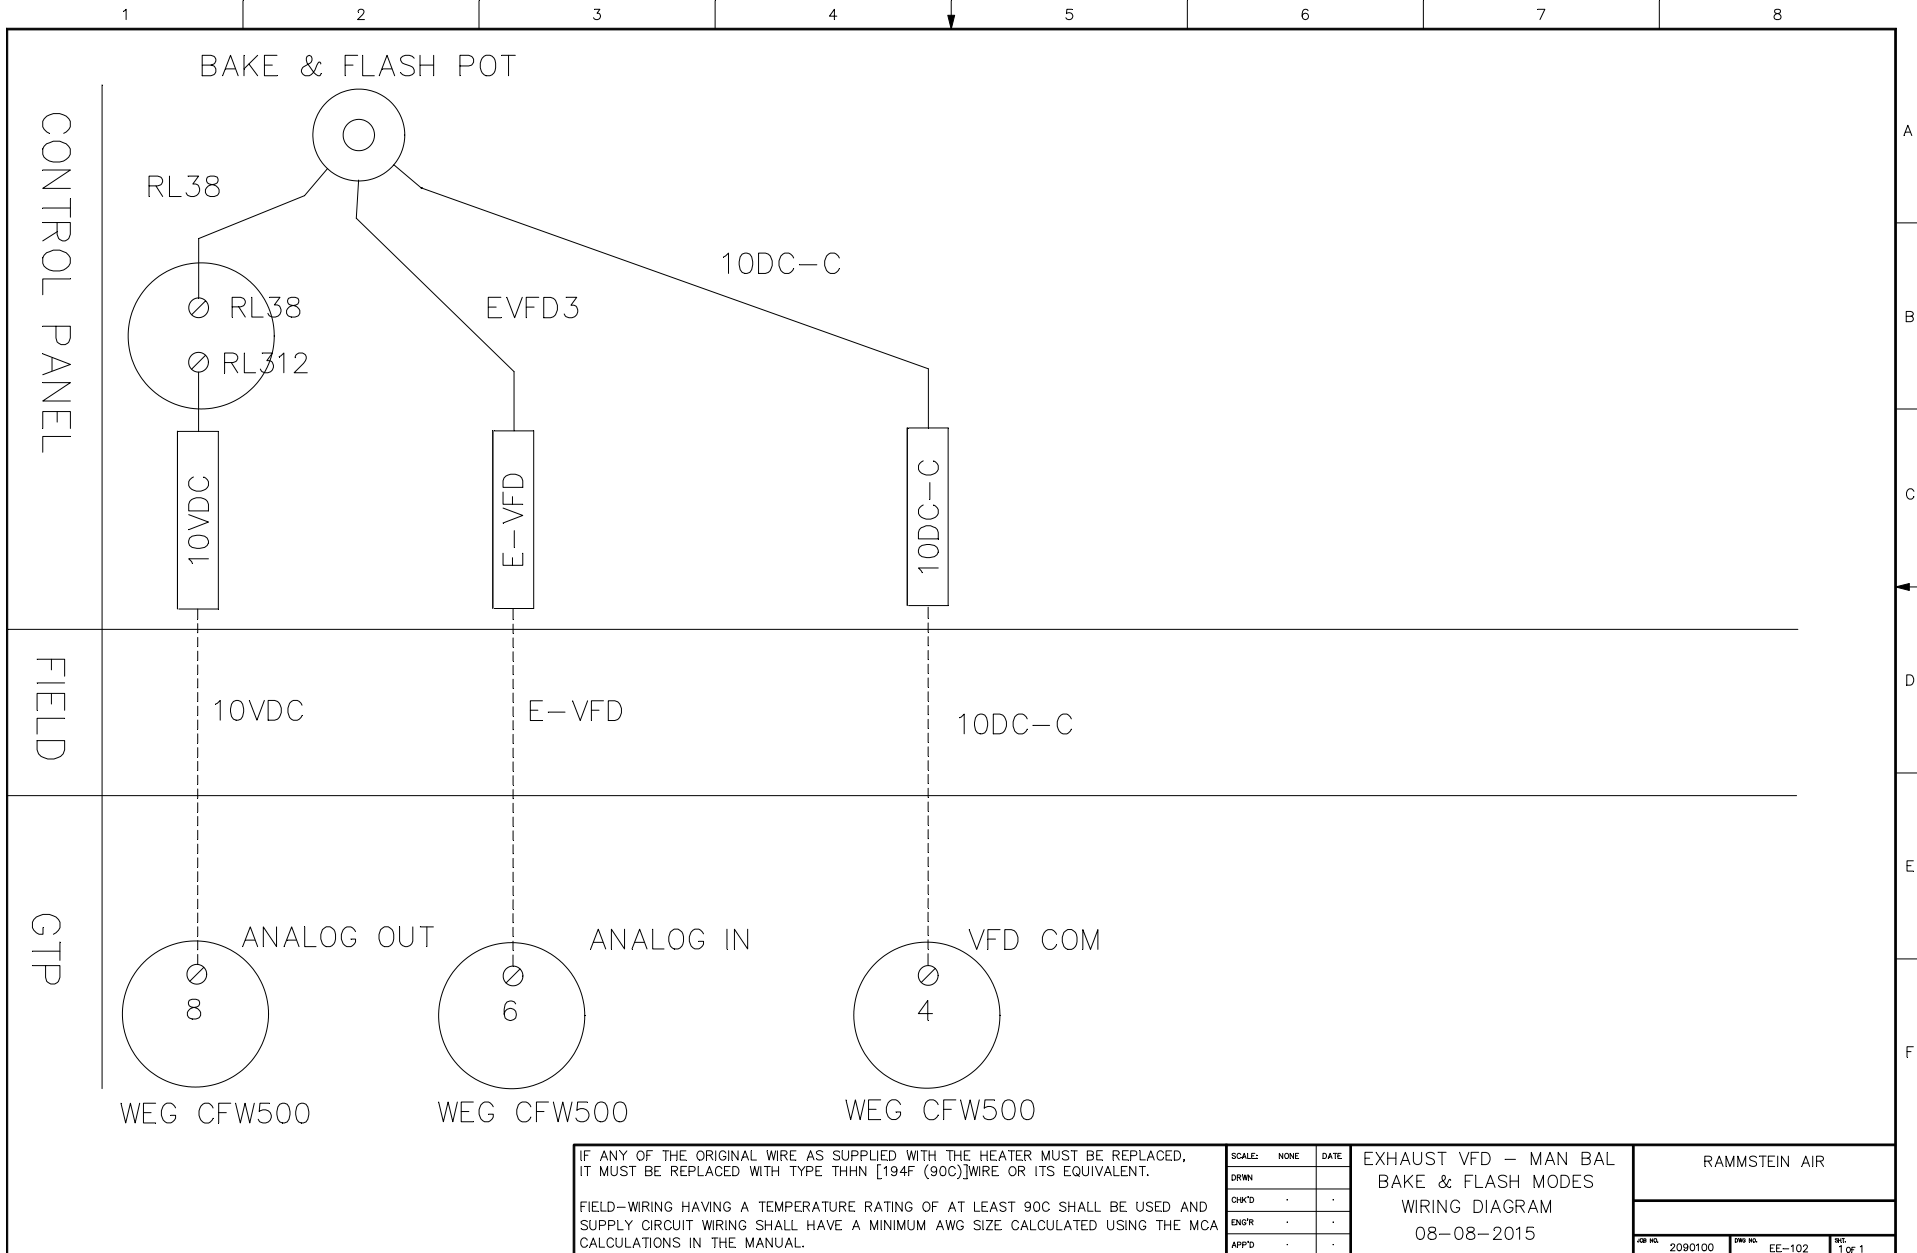 1 2 3 4 5 6 7 8
BAKE & FLASH POT
A
CONTROL PANEL
RL38
10DC-C
RL38
EVFD3
B
RL312
10VDC
E-VFD
10DC-C
C
FIELD
10VDC
E-VFD
10DC-C
D
E
GTP
ANALOG OUT
ANALOG IN
VFD COM
8
6
4
F
WEG CFW500
WEG CFW500
WEG CFW500
IF ANY OF THE ORIGINAL WIRE AS SUPPLIED WITH THE HEATER MUST BE REPLACED,
IT MUST BE REPLACED WITH TYPE THHN [194F (90C)]WIRE OR ITS EQUIVALENT.
FIELD-WIRING HAVING A TEMPERATURE RATING OF AT LEAST 90C SHALL BE USED AND
SUPPLY CIRCUIT WIRING SHALL HAVE A MINIMUM AWG SIZE CALCULATED USING THE MCA
CALCULATIONS IN THE MANUAL.
SCALE: NONE DATE
DRWN
CHK'D · ·
ENG'R · ·
APP'D · ·
EXHAUST VFD - MAN BAL
BAKE & FLASH MODES
WIRING DIAGRAM
08-08-2015
RAMMSTEIN AIR
JOB NO. 2090100
DWG NO. EE-102
SHT. 1 OF 1